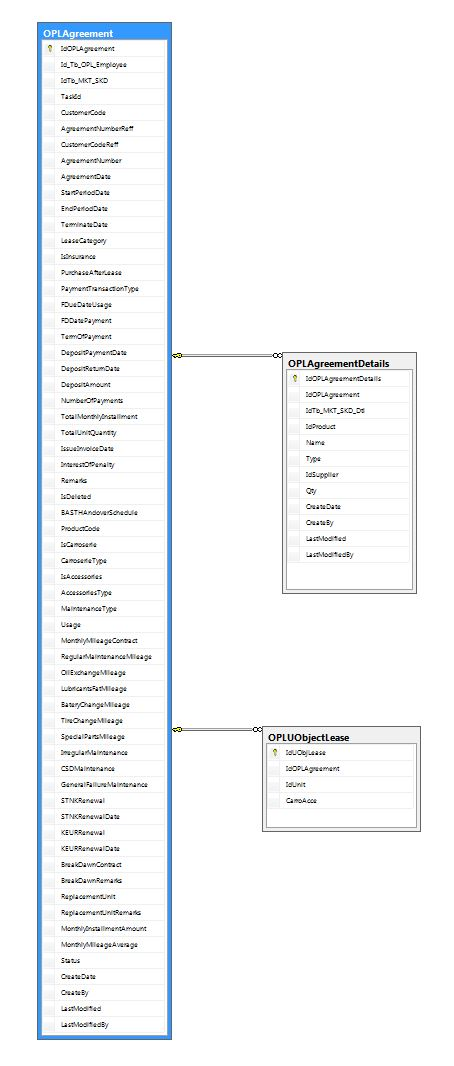 OPLAgreement
IdOPLAgreement
Id_Tb_OPL_Employee
IdTb_MKT_SKD
TaskId
CustomerCode
AgreementNumberReff
CustomerCodeReff
AgreementNumber
AgreementDate
StartPeriodDate
EndPeriodDate
TerminateDate
LeaseCategory
IsInsurance
PurchaseAfterLease
PaymentTransactionType
FDueDateUsage
FDDatePayment
TermOfPayment
DepositPaymentDate
DepositReturnDate
DepositAmount
NumberOfPayments
TotalMonthlyInstallment
TotalUnitQuantity
IssueInvoiceDate
InterestOfPenalty
Remarks
IsDeleted
BASTHAndoverSchedule
ProductCode
IsCarroserie
CarroserieType
IsAccessories
AccessoriesType
MaintenanceType
Usage
MonthlyMileageContract
RegularMaintenanceMileage
OilExchangeMileage
LubricantsFatMileage
BateryChangeMileage
TireChangeMileage
SpecialPartsMileage
IrregularMaintenance
CSDMaintenance
GeneralFailureMaintenance
STNKRenewal
STNKRenewalDate
KEURRenewal
KEURRenewalDate
BreakDawnContract
BreakDawnRemarks
ReplacementUnit
ReplacementUnitRemarks
MonthlyInstallmentAmount
MonthlyMileageAverage
Status
CreateDate
CreateBy
LastModified
LastModifiedBy
OPLAgreementDetails
IdOPLAgreementDetails
IdOPLAgreement
IdTb_MKT_SKD_Dtl
IdProduct
Name
Type
IdSupplier
Qty
CreateDate
CreateBy
LastModified
LastModifiedBy
OPLUObjectLease
IdUObjLease
IdOPLAgreement
IdUnit
CarroAcce